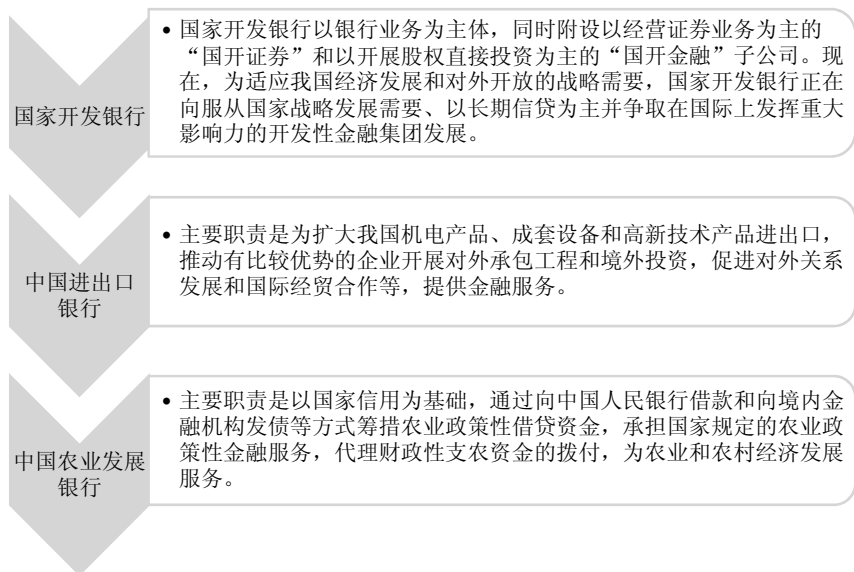 国家开发银行
• 国家开发银行以银行业务为主体，同时附设以经营证券业务为主的
“国开证券”和以开展股权直接投资为主的“国开金融”子公司。现
在，为适应我国经济发展和对外开放的战略需要，国家开发银行正在
向服从国家战略发展需要、以长期信贷为主并争取在国际上发挥重大
影响力的开发性金融集团发展。
中国进出口
银行
• 主要职责是为扩大我国机电产品、成套设备和高新技术产品进出口，
推动有比较优势的企业开展对外承包工程和境外投资，促进对外关系
发展和国际经贸合作等，提供金融服务。
中国农业发展
银行
• 主要职责是以国家信用为基础，通过向中国人民银行借款和向境内金
融机构发债等方式筹措农业政策性借贷资金，承担国家规定的农业政
策性金融服务，代理财政性支农资金的拨付，为农业和农村经济发展
服务。